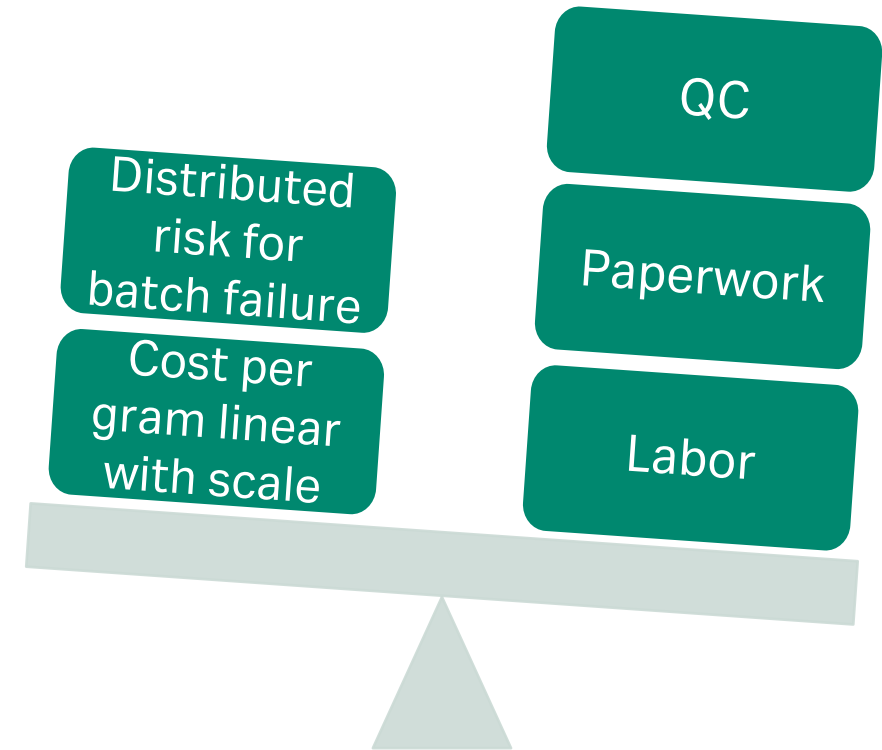 Distributed
risk for
batch failure
Cost per
gram linear
with scale
QC
Paperwork
Labor